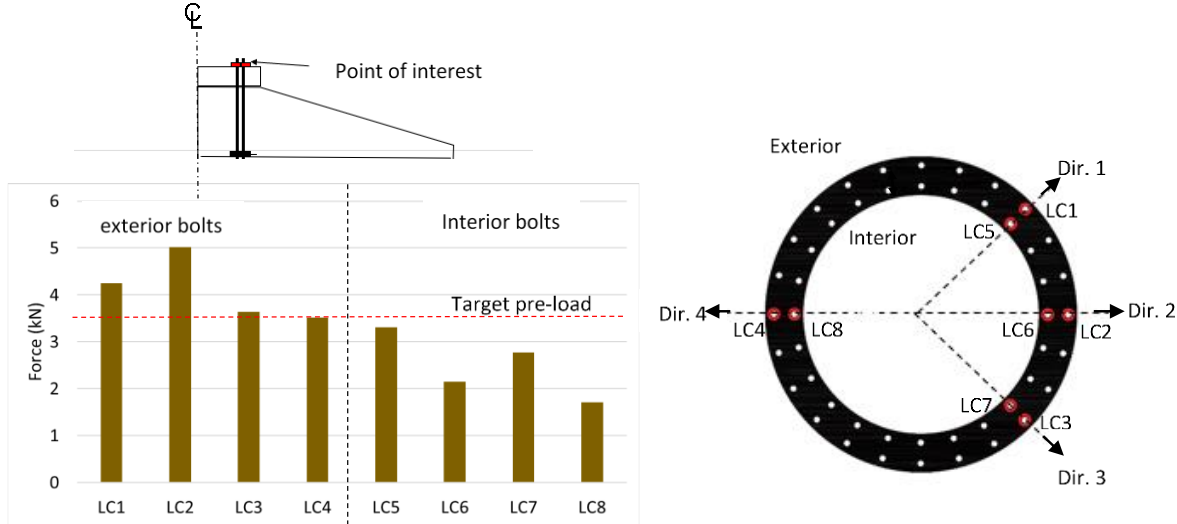 ℄
Point of interest
6
5
4
3
2
1
0
Force (kN)
exterior bolts
Interior bolts
Target pre-load
LC1 LC2 LC3 LC4 LC5 LC6 LC7 LC8
Exterior
Interior
Dir. 1
LC1
LC5
Dir. 4
LC4
LC8
LC6
LC2
Dir. 2
LC7
LC3
Dir. 3